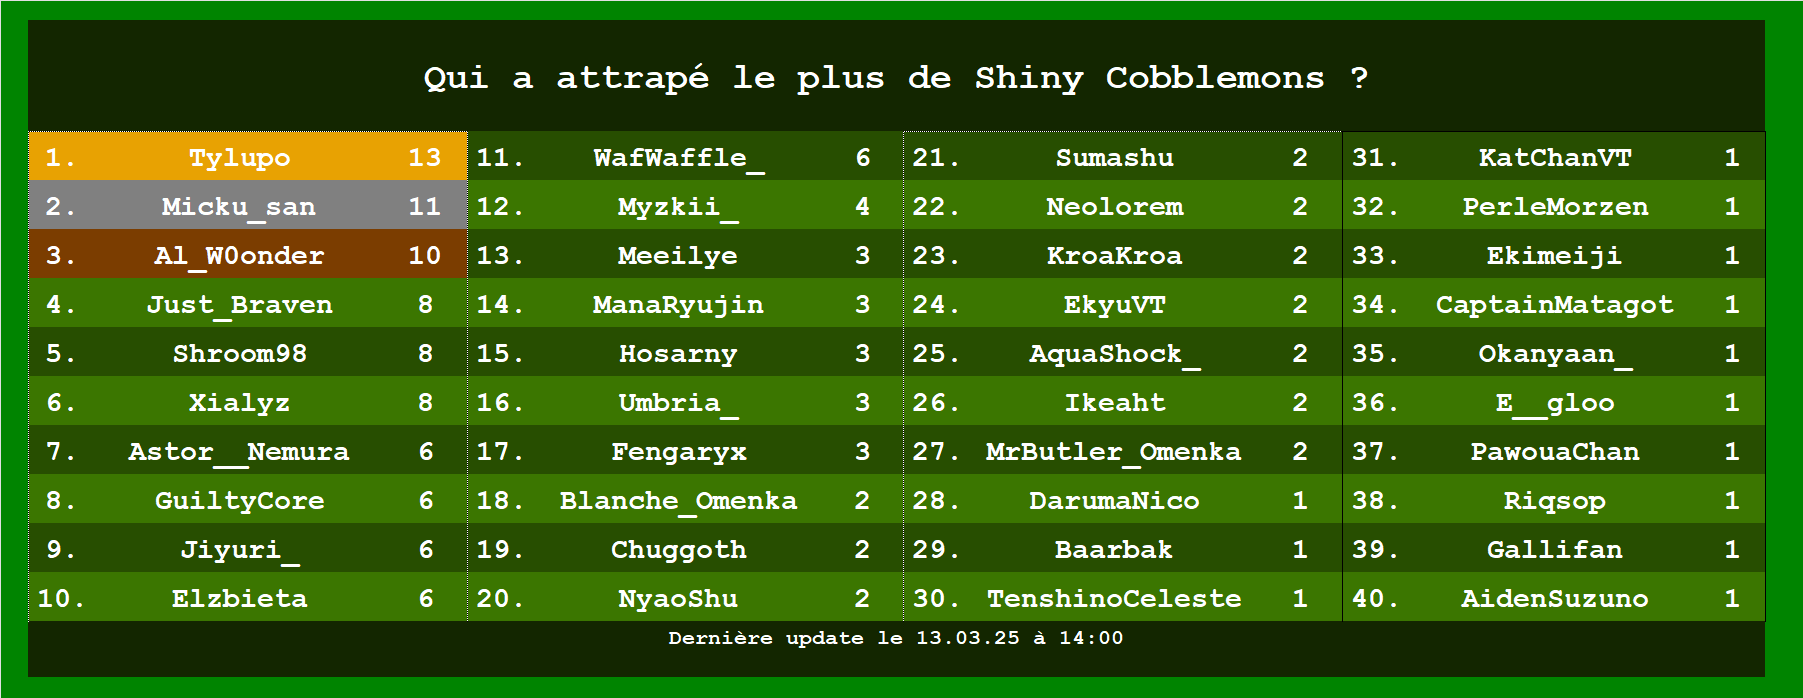 Qui a attrapé le plus de Shiny Cobblemons ?
1. Tylupo 13
2. Micku_san 11
3. Al_W0onder 10
4. Just_Braven 8
5. Shroom98 8
6. Xialyz 8
7. Astor__Nemura 6
8. GuiltyCore 6
9. Jiyuri_ 6
10. Elzbieta 6
11. WafWaffle_ 6
12. Myzkii_ 4
13. Meeilye 3
14. ManaRyujin 3
15. Hosarny 3
16. Umbria_ 3
17. Fengaryx 3
18. Blanche_Omenka 2
19. Chuggoth 2
20. NyaoShu 2
21. Sumashu 2
22. Neolorem 2
23. KroaKroa 2
24. EkyuVT 2
25. AquaShock_ 2
26. Ikeaht 2
27. MrButler_Omenka 2
28. DarumaNico 1
29. Baarbak 1
30. TenshinoCeleste 1
31. KatChanVT 1
32. PerleMorzen 1
33. Ekimeiji 1
34. CaptainMatagot 1
35. Okanyaan_ 1
36. E__gloo 1
37. PawouaChan 1
38. Riqsop 1
39. Gallifan 1
40. AidenSuzuno 1
Dernière update le 13.03.25 à 14:00